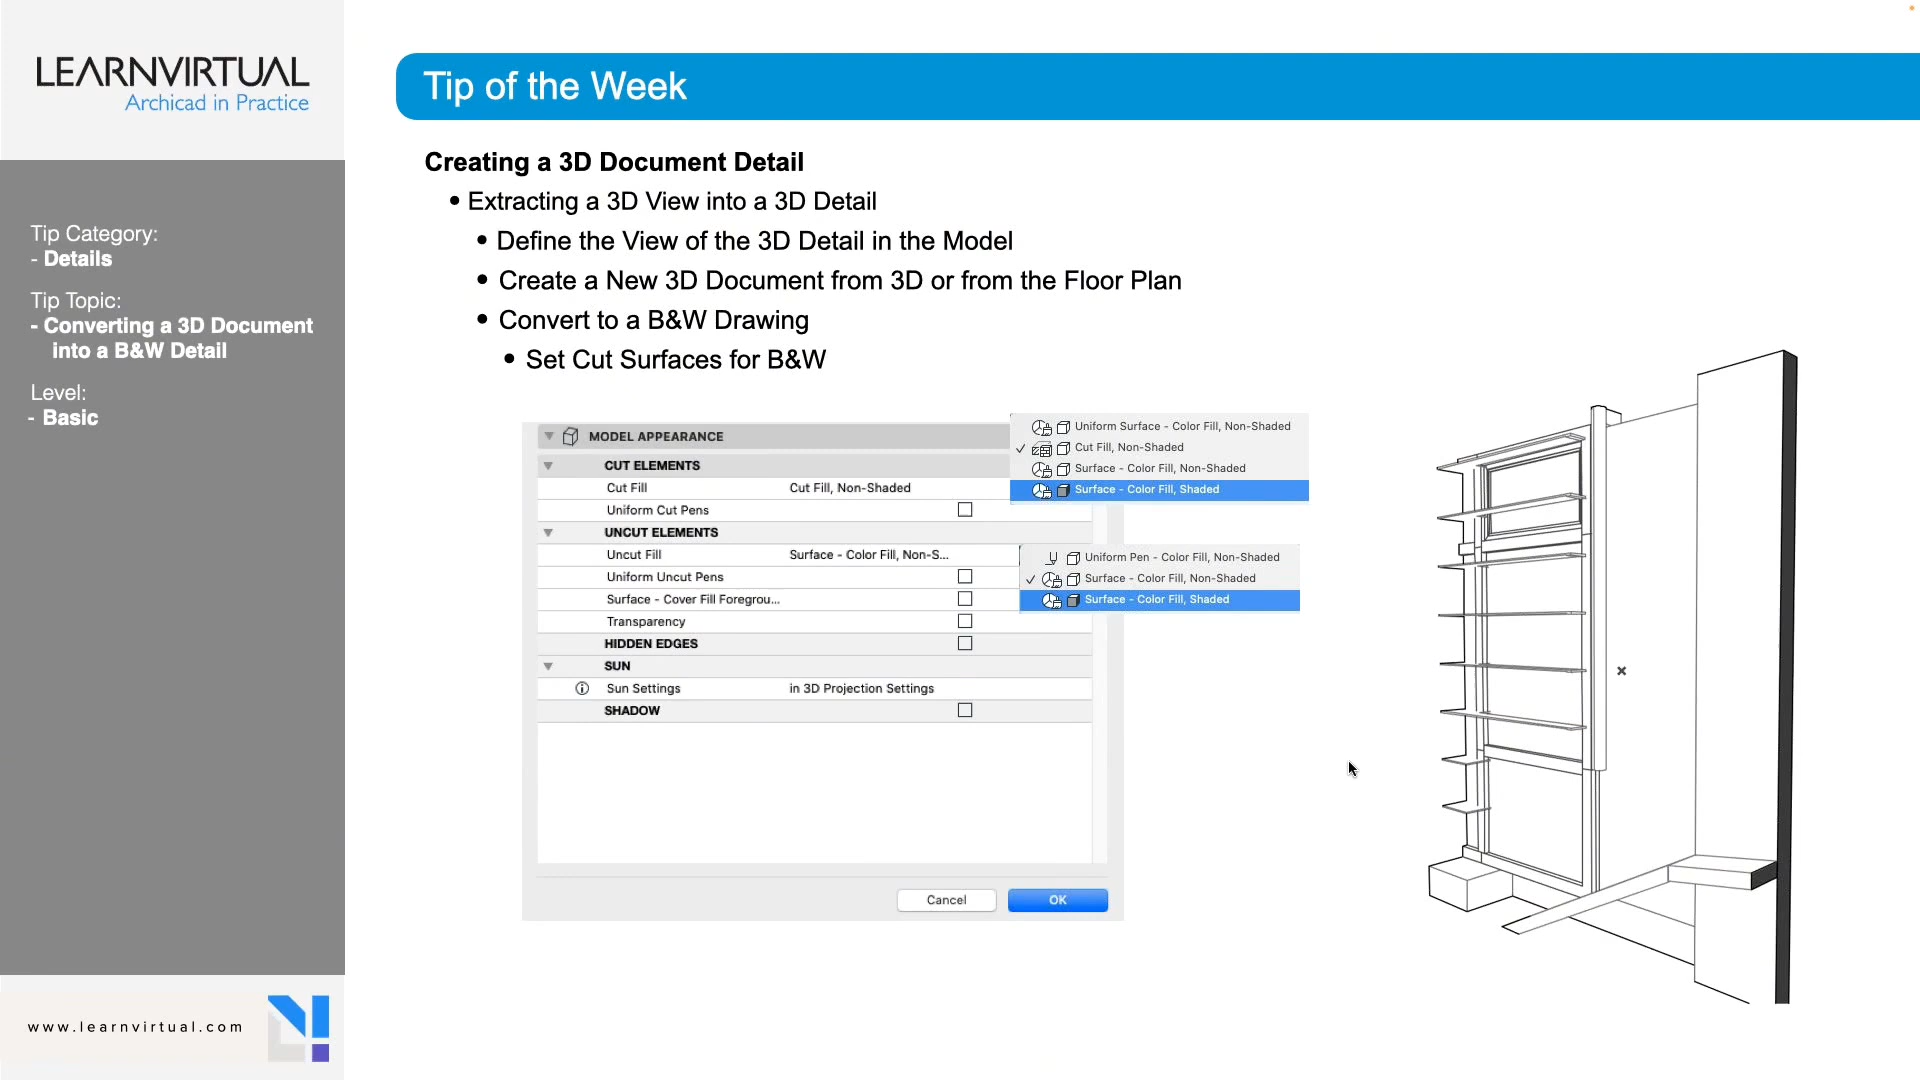 LEARNVIRTUAL
Archicad in Practice
Tip Category:
- Details
Tip Topic:
- Converting a 3D Document
into a B&W Detail
Level:
- Basic
www.learnvirtual.com
Tip of the Week
Creating a 3D Document Detail
• Extracting a 3D View into a 3D Detail
• Define the View of the 3D Detail in the Model
• Create a New 3D Document from 3D or from the Floor Plan
• Convert to a B&W Drawing
• Set Cut Surfaces for B&W
MODEL APPEARANCE
CUT ELEMENTS
Cut Fill Cut Fill, Non-Shaded
Uniform Cut Pens
UNCUT ELEMENTS
Uncut Fill Surface - Color Fill, Non-S...
Uniform Uncut Pens
Surface - Cover Fill Foregrou...
Transparency
HIDDEN EDGES
SUN
Sun Settings in 3D Projection Settings
SHADOW
Cancel OK
Uniform Surface - Color Fill, Non-Shaded
✓ Cut Fill, Non-Shaded
Surface - Color Fill, Non-Shaded
Surface - Color Fill, Shaded
Uniform Pen - Color Fill, Non-Shaded
✓ Surface - Color Fill, Non-Shaded
Surface - Color Fill, Shaded